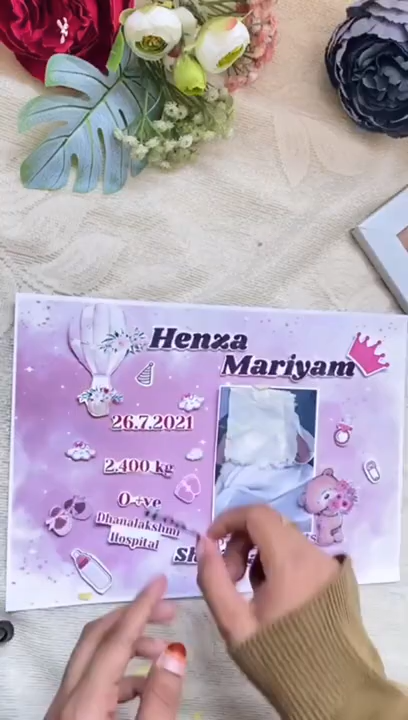 Henza
Mariyam
26.7.2021
2.400 kg
O+ve
Dhanalakshmi
Hospital